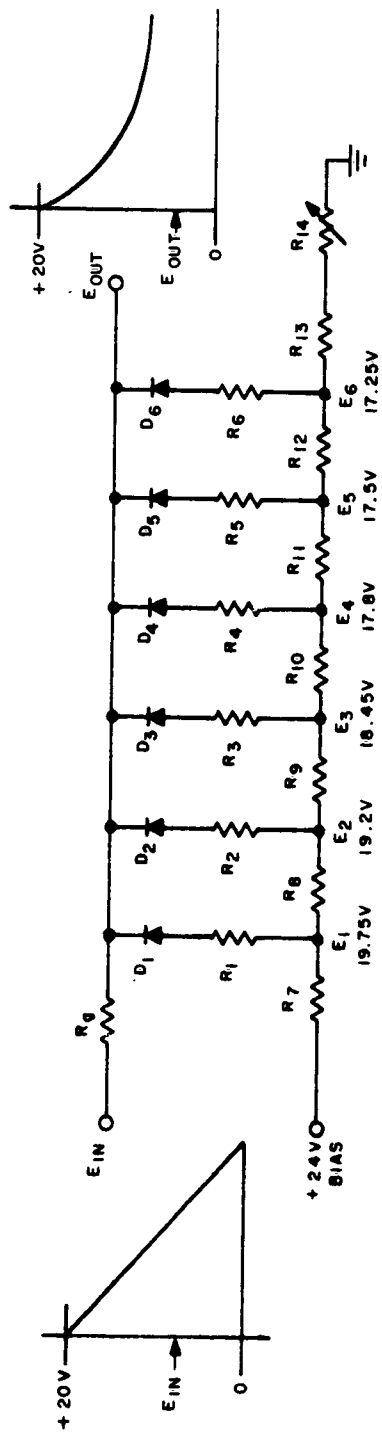 +20V
E IN
0
E IN
Rg
+24V
BIAS
R7
D1
R1
E1
19.75V
R8
D2
R2
E2
19.2V
R9
D3
R3
E3
18.45V
R10
D4
R4
E4
17.8V
R11
D5
R5
E5
17.5V
R12
D6
R6
E6
17.25V
R13
R14
E OUT
+20V
E OUT
0